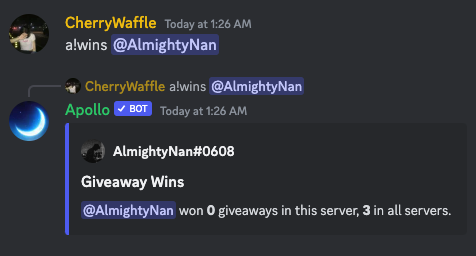 CherryWaffle Today at 1:26 AM
a!wins @AlmightyNan
CherryWaffle a!wins @AlmightyNan
Apollo ✓ BOT Today at 1:26 AM
AlmightyNan#0608
Giveaway Wins
@AlmightyNan won 0 giveaways in this server, 3 in all servers.